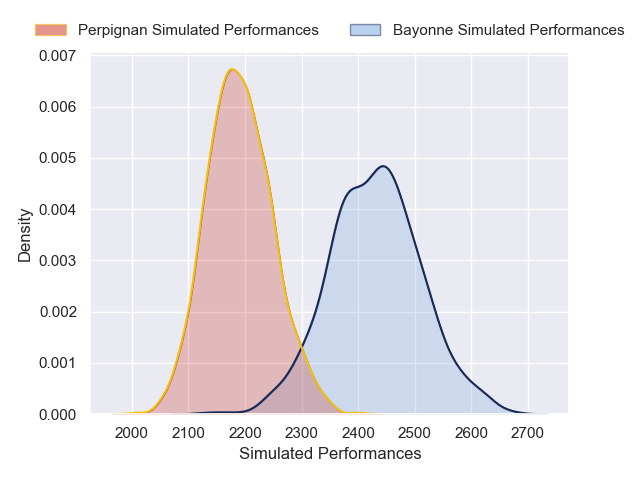 Perpignan Simulated Performances
Bayonne Simulated Performances
0.007
0.006
0.005
0.004
0.003
0.002
0.001
0.000
Density
2000 2100 2200 2300 2400 2500 2600 2700
Simulated Performances